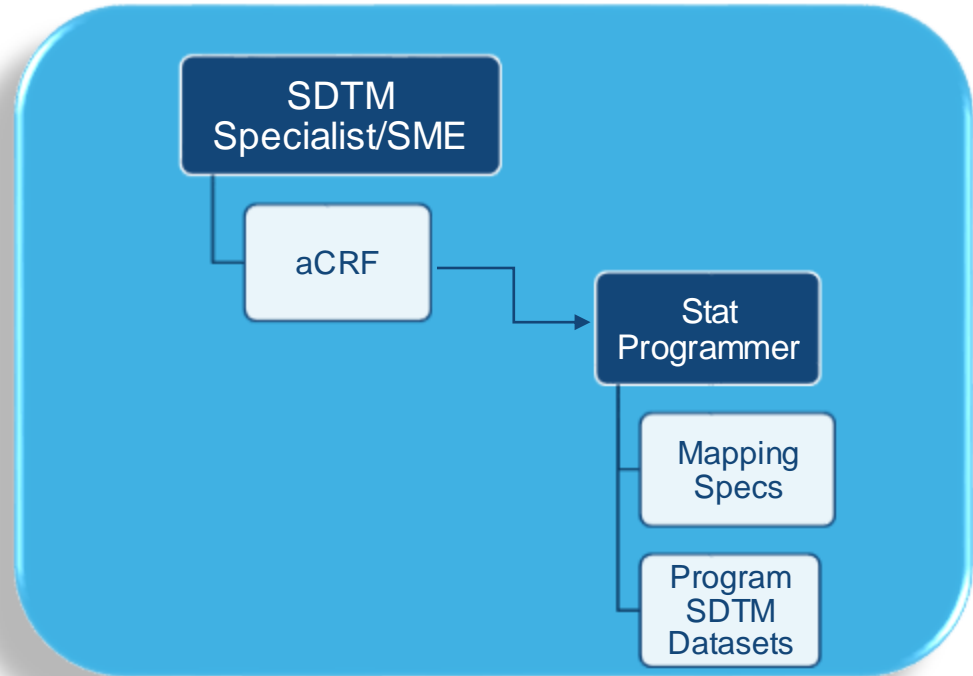 SDTM
Specialist/SME
aCRF
Stat
Programmer
Mapping
Specs
Program
SDTM
Datasets